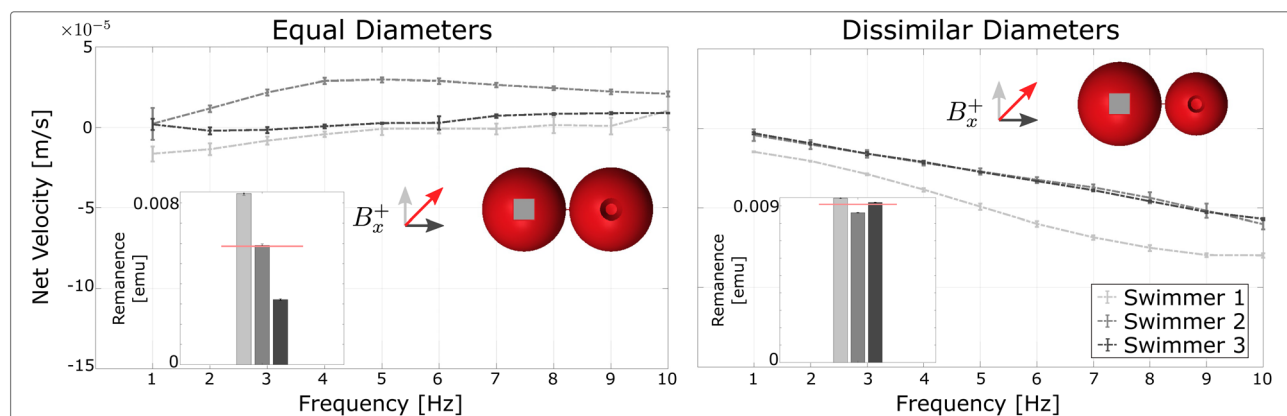 Equal Diameters
×10⁻⁵
5
0
-5
-10
-15
Net Velocity [m/s]
1 2 3 4 5 6 7 8 9 10
Frequency [Hz]
Remanence
[emu]
0.008
0
Bₓ⁺
Dissimilar Diameters
Bₓ⁺
Remanence
[emu]
0.009
0
Swimmer 1
Swimmer 2
Swimmer 3
1 2 3 4 5 6 7 8 9 10
Frequency [Hz]